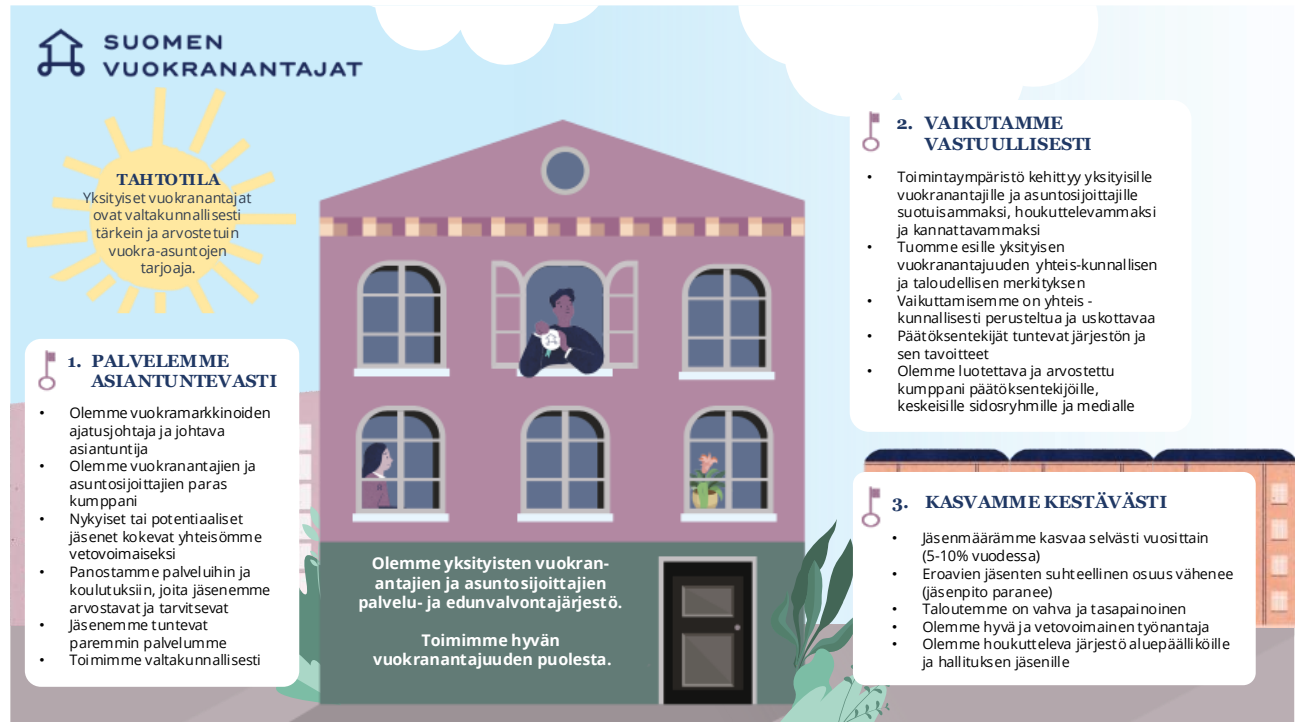 SUOMEN
VUOKRANANTAJAT
TAHTOTILA
Yksityiset vuokranantajat
ovat valtakunnallisesti
tärkein ja arvostetuin
vuokra-asuntojen
tarjoaja.
1. PALVELEMME
ASIANTUNTEVASTI
• Olemme vuokramarkkinoiden
ajatusjohtaja ja johtava
asiantuntija
• Olemme vuokranantajien ja
asuntosijoittajien paras
kumppani
• Nykyiset tai potentiaaliset
jäsenet kokevat yhteisömme
vetovoimaiseksi
• Panostamme palveluihin ja
koulutuksiin, joita jäsenemme
arvostavat ja tarvitsevat
• Jäsenemme tuntevat
paremmin palvelumme
• Toimimme valtakunnallisesti
Olemme yksityisten vuokran-
antajien ja asuntosijoittajien
palvelu- ja edunvalvontajärjestö.
Toimimme hyvän
vuokranantajuuden puolesta.
2. VAIKUTAMME
VASTUULLISESTI
• Toimintaympäristö kehittyy yksityisille
vuokranantajille ja asuntosijoittajille
suotuisammaksi, houkuttelevammaksi
ja kannattavammaksi
• Tuomme esille yksityisen
vuokranantajuuden yhteis-kunnallisen
ja taloudellisen merkityksen
• Vaikuttamisemme on yhteis -
kunnallisesti perusteltua ja uskottavaa
• Päätöksentekijät tuntevat järjestön ja
sen tavoitteet
• Olemme luotettava ja arvostettu
kumppani päätöksentekijöille,
keskeisille sidosryhmille ja medialle
3. KASVAMME KESTÄVÄSTI
• Jäsenmäärämme kasvaa selvästi vuosittain
(5-10% vuodessa)
• Eroavien jäsenten suhteellinen osuus vähenee
(jäsenpito paranee)
• Taloutemme on vahva ja tasapainoinen
• Olemme hyvä ja vetovoimainen työnantaja
• Olemme houkutteleva järjestö aluepäälliköille
ja hallituksen jäsenille